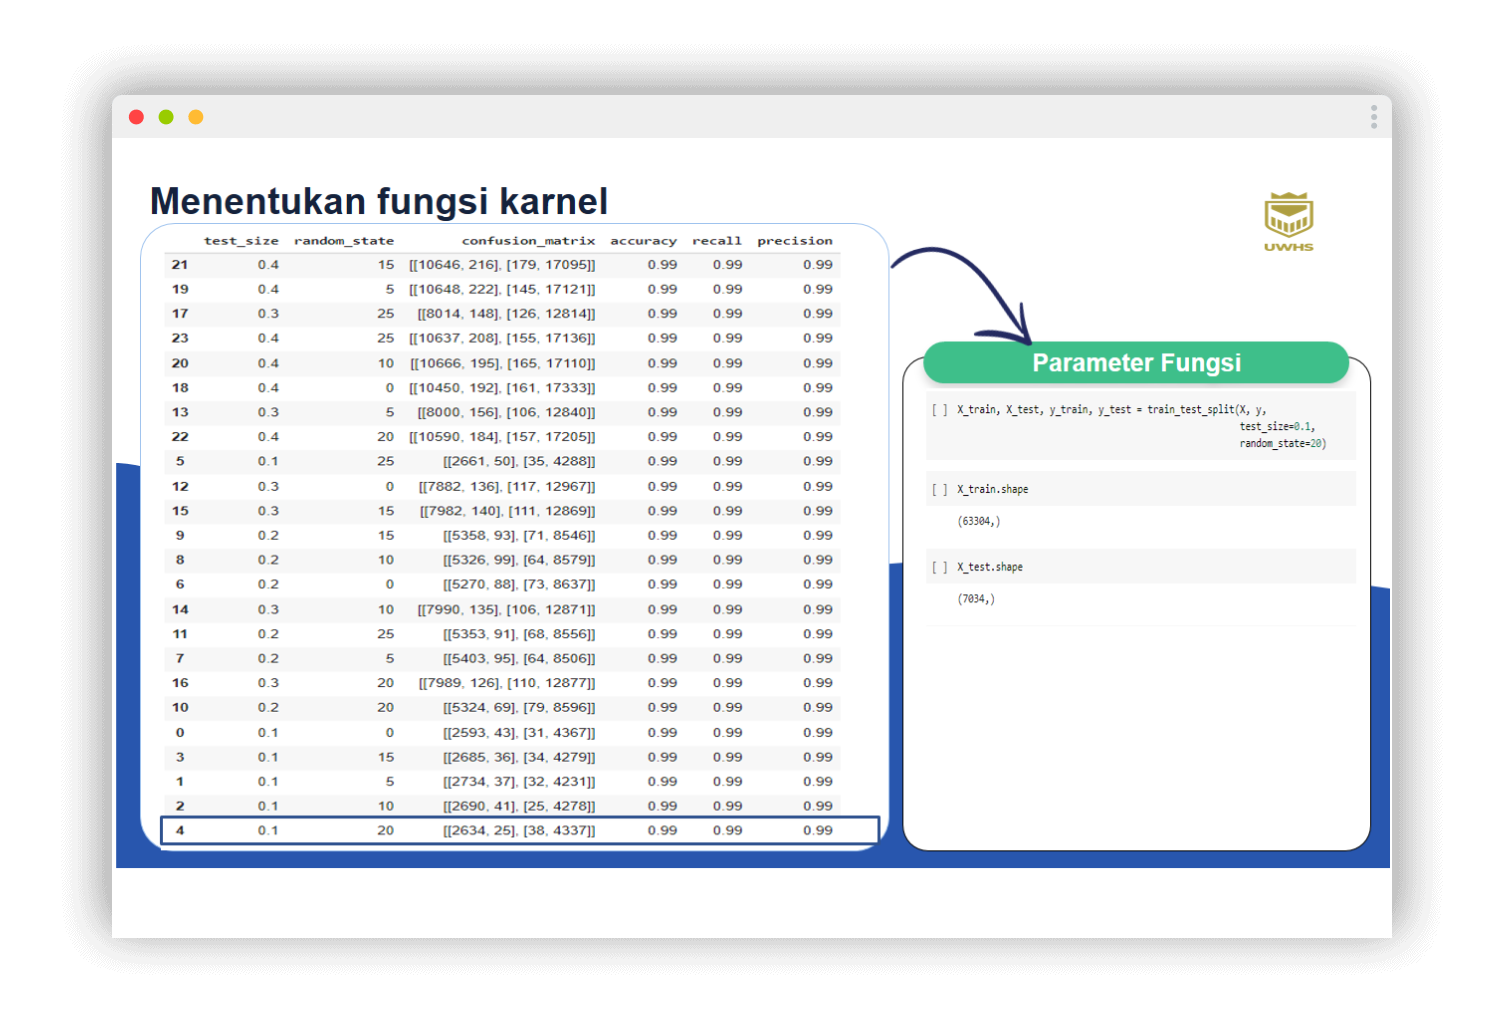 Menentukan fungsi karnel
UWHS
test_size random_state confusion_matrix accuracy recall precision
21 0.4 15 [[10646, 216], [179, 17095]] 0.99 0.99 0.99
19 0.4 5 [[10648, 222], [145, 17121]] 0.99 0.99 0.99
17 0.3 25 [[8014, 148], [126, 12814]] 0.99 0.99 0.99
23 0.4 25 [[10637, 208], [155, 17136]] 0.99 0.99 0.99
20 0.4 10 [[10666, 195], [165, 17110]] 0.99 0.99 0.99
18 0.4 0 [[10450, 192], [161, 17333]] 0.99 0.99 0.99
13 0.3 5 [[8000, 156], [106, 12840]] 0.99 0.99 0.99
22 0.4 20 [[10590, 184], [157, 17205]] 0.99 0.99 0.99
5 0.1 25 [[2661, 50], [35, 4288]] 0.99 0.99 0.99
12 0.3 0 [[7882, 136], [117, 12967]] 0.99 0.99 0.99
15 0.3 15 [[7982, 140], [111, 12869]] 0.99 0.99 0.99
9 0.2 15 [[5358, 93], [71, 8546]] 0.99 0.99 0.99
8 0.2 10 [[5326, 99], [64, 8579]] 0.99 0.99 0.99
6 0.2 0 [[5270, 88], [73, 8637]] 0.99 0.99 0.99
14 0.3 10 [[7990, 135], [106, 12871]] 0.99 0.99 0.99
11 0.2 25 [[5353, 91], [68, 8556]] 0.99 0.99 0.99
7 0.2 5 [[5403, 95], [64, 8506]] 0.99 0.99 0.99
16 0.3 20 [[7989, 126], [110, 12877]] 0.99 0.99 0.99
10 0.2 20 [[5324, 69], [79, 8596]] 0.99 0.99 0.99
0 0.1 0 [[2593, 43], [31, 4367]] 0.99 0.99 0.99
3 0.1 15 [[2685, 36], [34, 4279]] 0.99 0.99 0.99
1 0.1 5 [[2734, 37], [32, 4231]] 0.99 0.99 0.99
2 0.1 10 [[2690, 41], [25, 4278]] 0.99 0.99 0.99
4 0.1 20 [[2634, 25], [38, 4337]] 0.99 0.99 0.99
Parameter Fungsi
[ ] X_train, X_test, y_train, y_test = train_test_split(X, y,
test_size=0.1,
random_state=20)
[ ] X_train.shape
(63304,)
[ ] X_test.shape
(7034,)